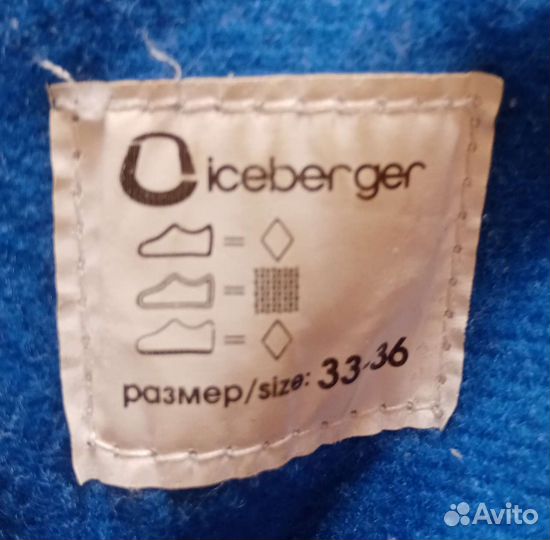 iceberger
=
=
=
размер/size: 33-36
Avito